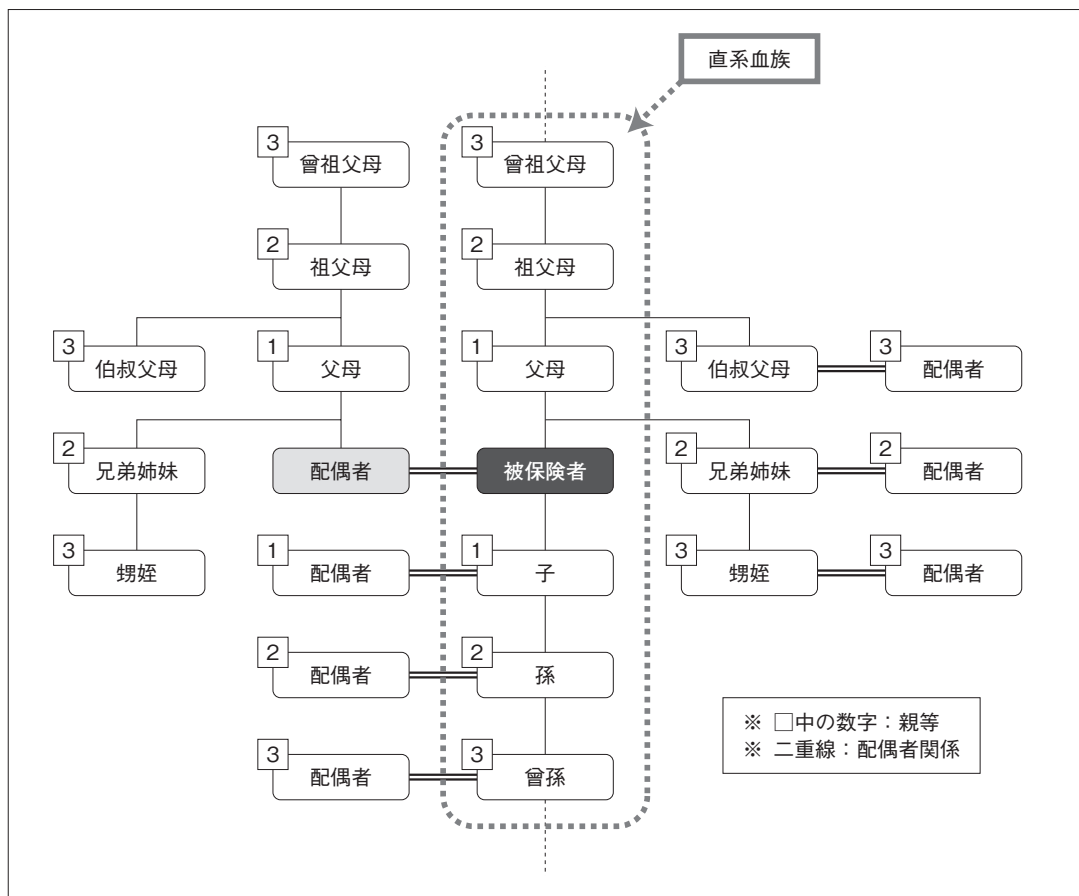 直系血族
3
曾祖父母
3
曾祖父母
2
祖父母
2
祖父母
3
伯叔父母
1
父母
1
父母
3
伯叔父母
3
配偶者
2
兄弟姉妹
配偶者
被保険者
2
兄弟姉妹
2
配偶者
3
甥姪
1
配偶者
1
子
3
甥姪
3
配偶者
2
配偶者
2
孫
3
配偶者
3
曾孫
※ □中の数字：親等
※ 二重線：配偶者関係